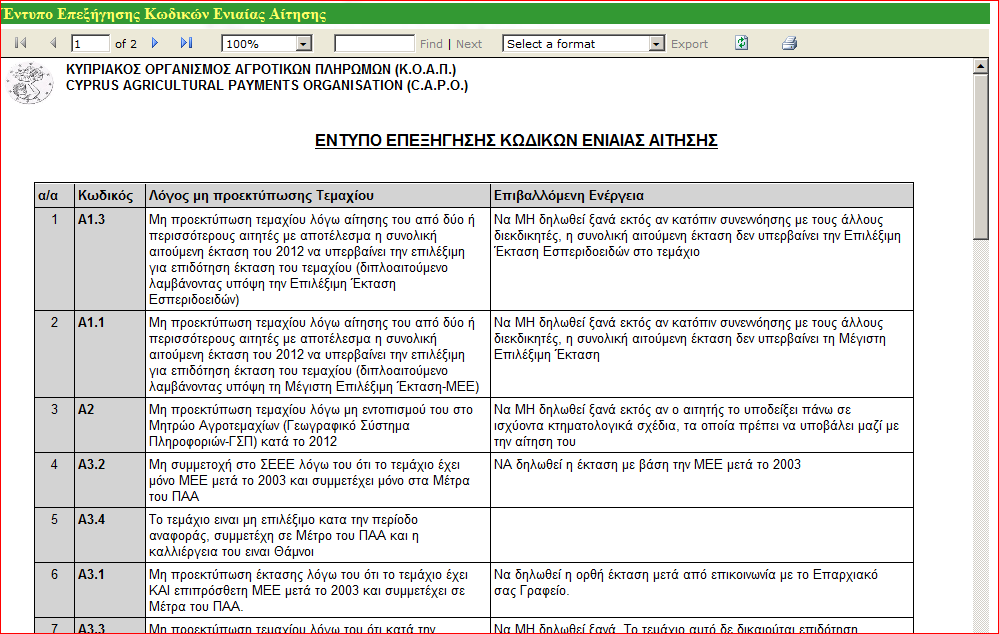 Έντυπο Επεξήγησης Κωδικών Ενιαίας Αίτησης
1 of 2 100% Find | Next Select a format Export
ΚΥΠΡΙΑΚΟΣ ΟΡΓΑΝΙΣΜΟΣ ΑΓΡΟΤΙΚΩΝ ΠΛΗΡΩΜΩΝ (Κ.Ο.Α.Π.)
CYPRUS AGRICULTURAL PAYMENTS ORGANISATION (C.A.P.O.)
ΕΝΤΥΠΟ ΕΠΕΞΗΓΗΣΗΣ ΚΩΔΙΚΩΝ ΕΝΙΑΙΑΣ ΑΙΤΗΣΗΣ
α/α Κωδικός Λόγος μη προεκτύπωσης Τεμαχίου Επιβαλλόμενη Ενέργεια
1 Α1.3 Μη προεκτύπωση τεμαχίου λόγω αίτησης του από δύο ή
περισσότερους αιτητές με αποτέλεσμα η συνολική
αιτούμενη έκταση του 2012 να υπερβαίνει την επιλέξιμη
για επιδότηση έκταση του τεμαχίου (διπλοαιτούμενο
λαμβάνοντας υπόψη την Επιλέξιμη Έκταση
Εσπεριδοειδών)
Να ΜΗ δηλωθεί ξανά εκτός αν κατόπιν συνεννόησης με τους άλλους
διεκδικητές, η συνολική αιτούμενη έκταση δεν υπερβαίνει την Επιλέξιμη
Έκταση Εσπεριδοειδών στο τεμάχιο
2 Α1.1 Μη προεκτύπωση τεμαχίου λόγω αίτησης του από δύο ή
περισσότερους αιτητές με αποτέλεσμα η συνολική
αιτούμενη έκταση του 2012 να υπερβαίνει την επιλέξιμη
για επιδότηση έκταση του τεμαχίου (διπλοαιτούμενο
λαμβάνοντας υπόψη τη Μέγιστη Επιλέξιμη Έκταση-ΜΕΕ)
Να ΜΗ δηλωθεί ξανά εκτός αν κατόπιν συνεννόησης με τους άλλους
διεκδικητές, η συνολική αιτούμενη έκταση δεν υπερβαίνει τη Μέγιστη
Επιλέξιμη Έκταση
3 Α2 Μη προεκτύπωση τεμαχίου λόγω μη εντοπισμού του στο
Μητρώο Αγροτεμαχίων (Γεωγραφικό Σύστημα
Πληροφοριών-ΓΣΠ) κατά το 2012
Να ΜΗ δηλωθεί ξανά εκτός αν ο αιτητής το υποδείξει πάνω σε
ισχύοντα κτηματολογικά σχέδια, τα οποία πρέπει να υποβάλει μαζί με
την αίτηση του
4 Α3.2 Μη συμμετοχή στο ΣΕΕΕ λόγω του ότι το τεμάχιο έχει
μόνο ΜΕΕ μετά το 2003 και συμμετέχει μόνο στα Μέτρα
του ΠΑΑ
ΝΑ δηλωθεί η έκταση με βάση την ΜΕΕ μετά το 2003
5 Α3.4 Το τεμάχιο ειναι μη επιλέξιμο κατα την περίοδο
αναφοράς, συμμετέχη σε Μέτρο του ΠΑΑ και η
καλλιέργεια του ειναι Θάμνοι
6 Α3.1 Μη προεκτύπωση έκτασης λόγω του ότι το τεμάχιο έχει
ΚΑΙ επιπρόσθετη ΜΕΕ μετά το 2003 και συμμετέχει σε
Μέτρα του ΠΑΑ.
Να δηλωθεί η ορθή έκταση μετά από επικοινωνία με το Επαρχιακό
σας Γραφείο.
7 Α3.3 Μη προεκτύπωση τεμαχίου λόγω του ότι κατά την
Να ΜΗ δηλωθεί ξανά. Το τεμάχιο αυτό δε δικαιούται επιδότηση